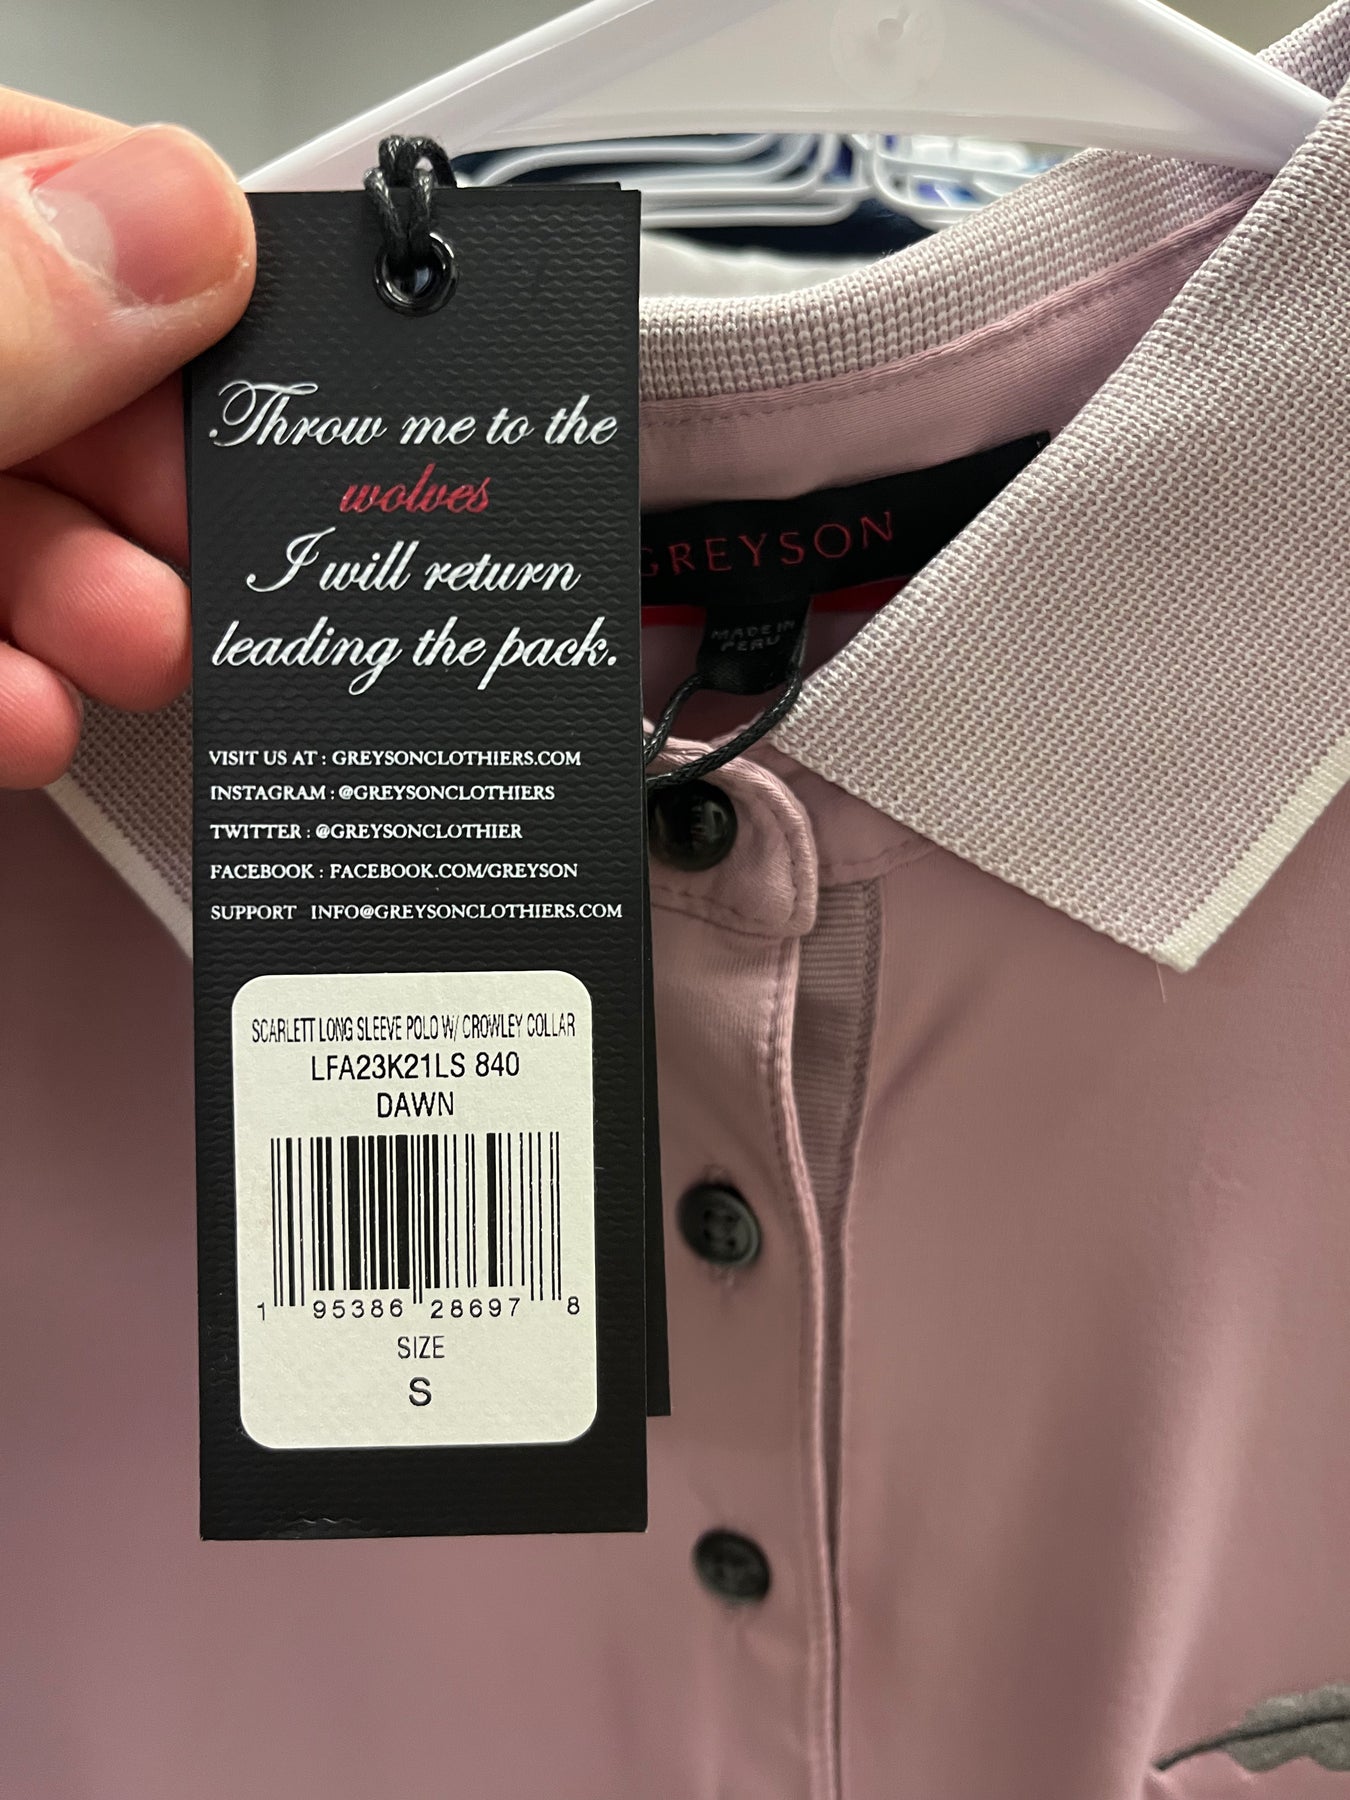 Throw me to the
wolves
I will return
leading the pack.
VISIT US AT : GREYSONCLOTHIERS.COM
INSTAGRAM : @GREYSONCLOTHIERS
TWITTER : @GREYSONCLOTHIER
FACEBOOK : FACEBOOK.COM/GREYSON
SUPPORT INFO@GREYSONCLOTHIERS.COM
SCARLETT LONG SLEEVE POLO W/ CROWLEY COLLAR
LFA23K21LS 840
DAWN
1 95386 28697 8
SIZE
S
GREYSON
MADE IN
PERU